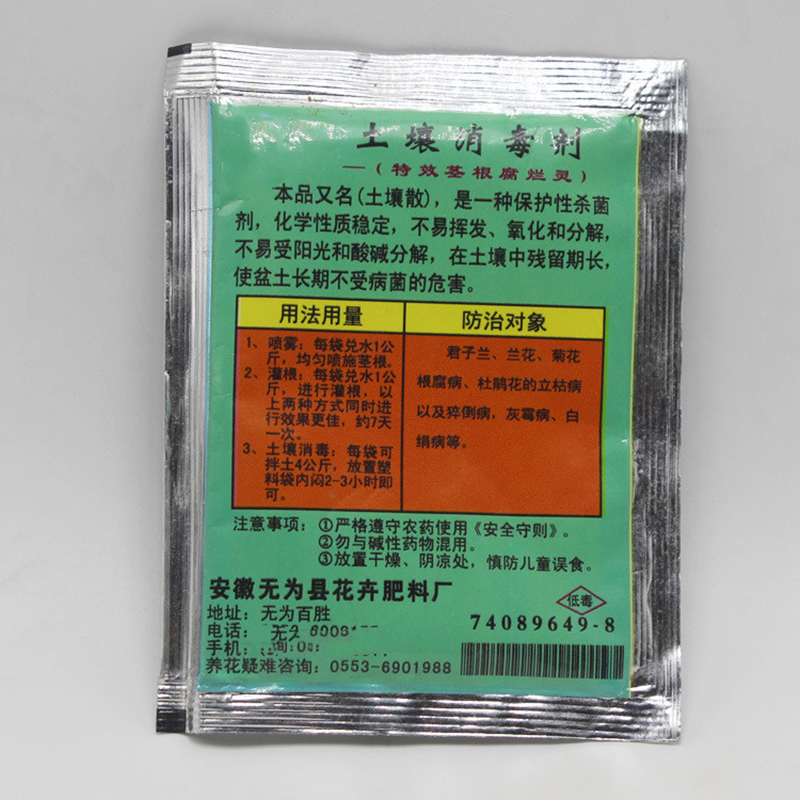 土壤消毒剂
—(特效茎根腐烂灵)
本品又名(土壤散)，是一种保护性杀菌
剂，化学性质稳定，不易挥发、氧化和分解，
不易受阳光和酸碱分解，在土壤中残留期长，
使盆土长期不受病菌的危害。
用法用量
1、喷雾：每袋兑水1公
斤，均匀喷施茎根。
2、灌根：每袋兑水1公
斤，进行灌根，以
上两种方式同时进
行效果更佳，约7天
一次。
3、土壤消毒：每袋可
拌土4公斤，放置塑
料袋内闷2-3小时即
可。
防治对象
君子兰、兰花、菊花
根腐病、杜鹃花的立枯病
以及猝倒病，灰霉病、白
绢病等。
注意事项：①严格遵守农药使用《安全守则》。
②勿与碱性药物混用。
③放置干燥、阴凉处，慎防儿童误食。
安徽无为县花卉肥料厂
地址：无为百胜
电话：
手机：
养花疑难咨询：0553-6901988
低毒
74089649-8